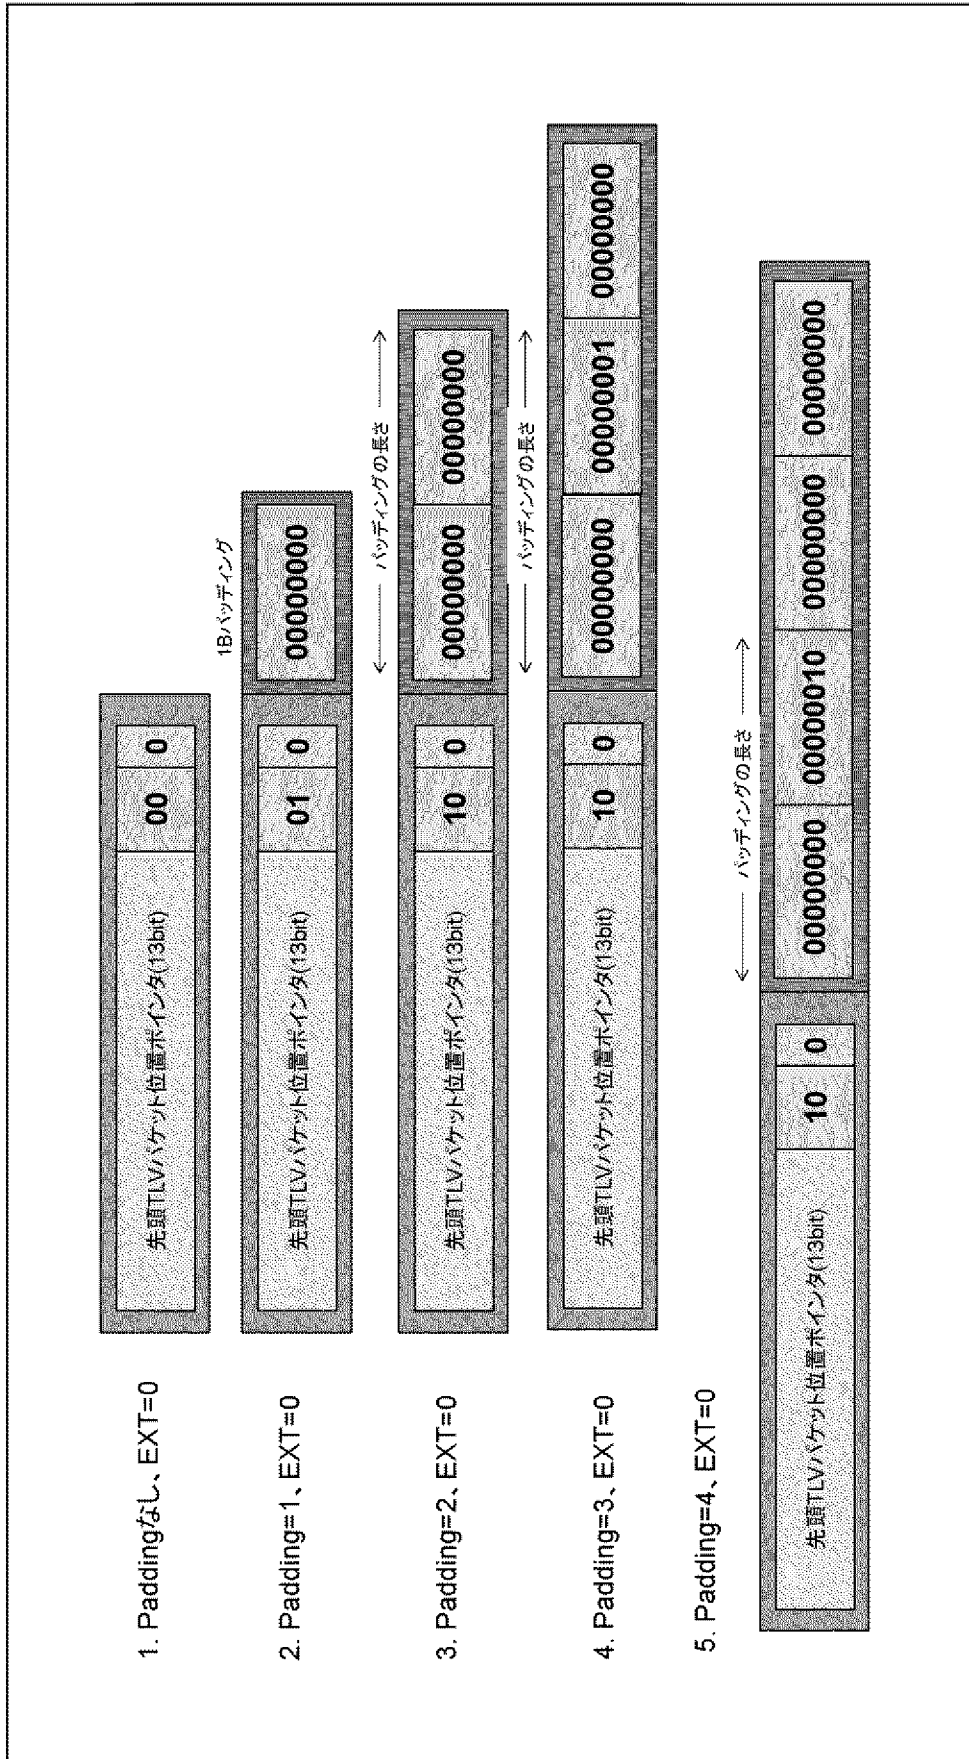 1. Paddingなし、EXT=0
先頭TLVパケット位置ポインタ(13bit)
00
0
2. Padding=1、EXT=0
1Bパッディング
先頭TLVパケット位置ポインタ(13bit)
01
0
00000000
3. Padding=2、EXT=0
パッディングの長さ
先頭TLVパケット位置ポインタ(13bit)
10
0
00000000
00000000
4. Padding=3、EXT=0
パッディングの長さ
先頭TLVパケット位置ポインタ(13bit)
10
0
00000000
00000001
00000000
5. Padding=4、EXT=0
パッディングの長さ
先頭TLVパケット位置ポインタ(13bit)
10
0
00000000
00000010
00000000
00000000